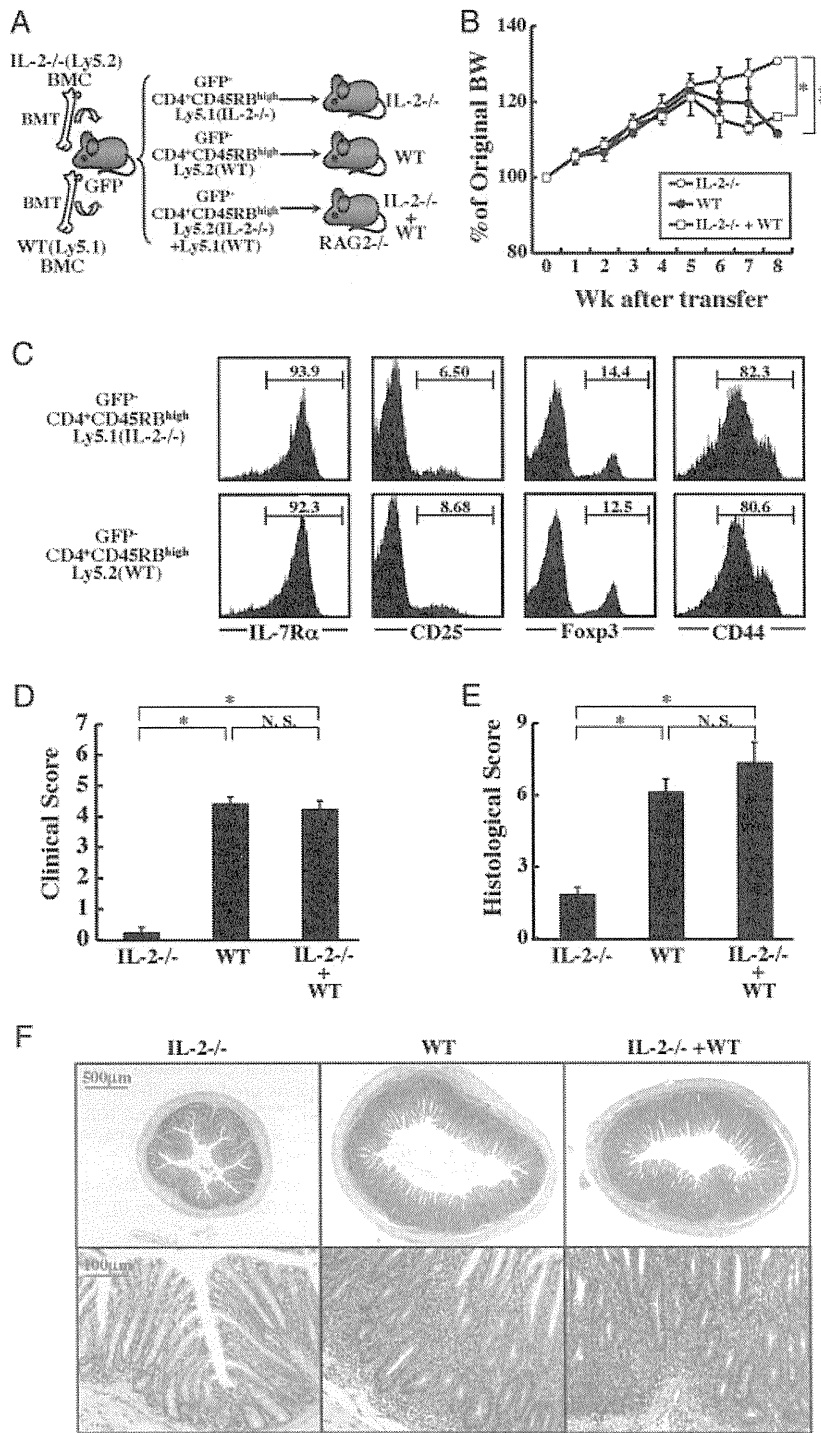 A
IL-2-/-(Ly5.2)
BMC
BMT
GFP
BMT
WT(Ly5.1)
BMC
GFP-
CD4+CD45RBhigh
Ly5.1(IL-2-/-)
IL-2-/-
GFP-
CD4+CD45RBhigh
Ly5.2(WT)
WT
GFP-
CD4+CD45RBhigh
Ly5.2(IL-2-/-)
+Ly5.1(WT)
IL-2-/-
+
WT
RAG2-/-
B
% of Original BW
140
120
100
80
0 1 2 3 4 5 6 7 8
Wk after transfer
IL-2-/-
WT
IL-2-/- + WT
*
C
GFP-
CD4+CD45RBhigh
Ly5.1(IL-2-/-)
93.9
6.50
14.4
82.3
GFP-
CD4+CD45RBhigh
Ly5.2(WT)
92.3
8.68
12.5
80.6
IL-7Rα
CD25
Foxp3
CD44
D
Clinical Score
7
6
5
4
3
2
1
0
*
*
N. S.
IL-2-/-
WT
IL-2-/-
+
WT
E
Histological Score
9
6
3
0
*
*
N. S.
IL-2-/-
WT
IL-2-/-
+
WT
F
IL-2-/-
WT
IL-2-/- +WT
500μm
100μm